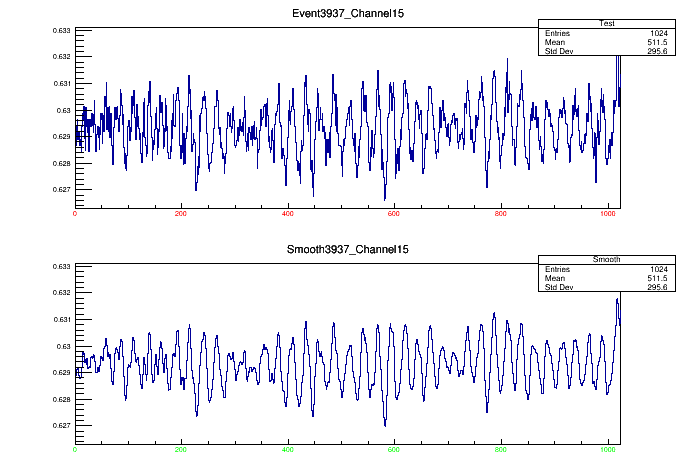 Event3937_Channel15
Test
Entries 1024
Mean 511.5
Std Dev 295.6
0.633
0.632
0.631
0.63
0.629
0.628
0.627
0 200 400 600 800 1000
Smooth3937_Channel15
Smooth
Entries 1024
Mean 511.5
Std Dev 295.6
0.633
0.632
0.631
0.63
0.629
0.628
0.627
0 200 400 600 800 1000